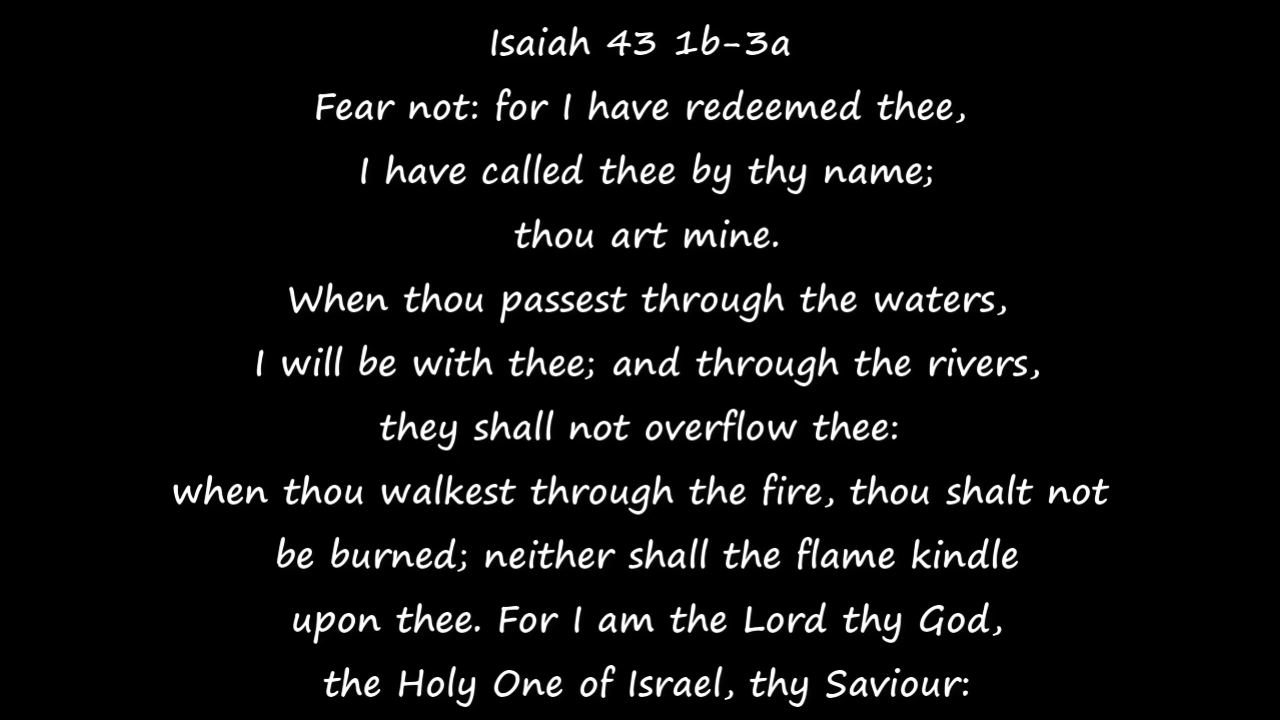 Isaiah 43 1b-3a
Fear not: for I have redeemed thee,
I have called thee by thy name;
thou art mine.
When thou passest through the waters,
I will be with thee; and through the rivers,
they shall not overflow thee:
when thou walkest through the fire, thou shalt not
be burned; neither shall the flame kindle
upon thee. For I am the Lord thy God,
the Holy One of Israel, thy Saviour: